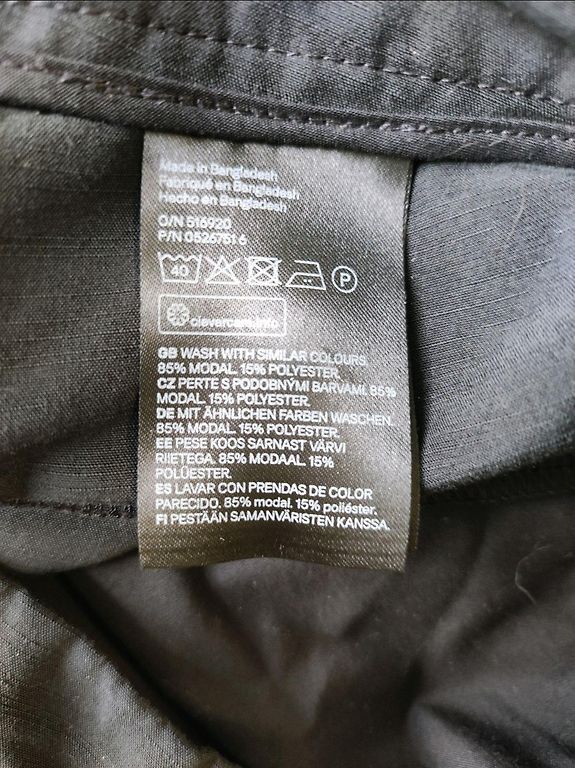 Made in Bangladesh
Fabriqué en Bangladesh
Hecho en Bangladesh
O/N 516920
P/N 0526751 6
40
P
clevercare.info
GB WASH WITH SIMILAR COLOURS.
85% MODAL. 15% POLYESTER.
CZ PERTE S PODOBNÝMI BARVAMI. 85%
MODAL. 15% POLYESTER.
DE MIT ÄHNLICHEN FARBEN WASCHEN.
85% MODAL. 15% POLYESTER.
EE PESE KOOS SARNAST VÄRVI
RIIETEGA. 85% MODAAL. 15%
POLÜESTER.
ES LAVAR CON PRENDAS DE COLOR
PARECIDO. 85% modal. 15% poliéster.
FI PESTÄÄN SAMANVÄRISTEN KANSSA.